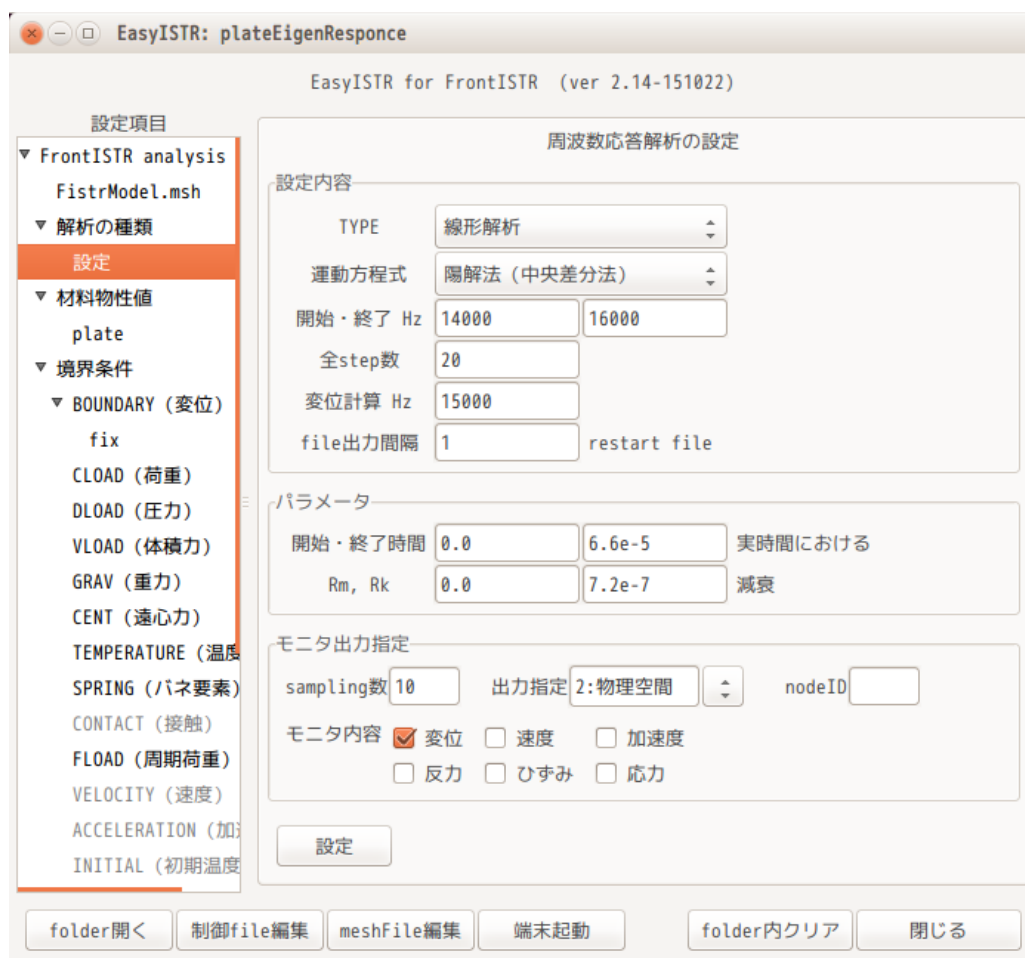 EasyISTR: plateEigenResponce
EasyISTR for FrontISTR (ver 2.14-151022)
設定項目
FrontISTR analysis
FistrModel.msh
解析の種類
設定
材料物性値
plate
境界条件
BOUNDARY (変位)
fix
CLOAD (荷重)
DLOAD (圧力)
VLOAD (体積力)
GRAV (重力)
CENT (遠心力)
TEMPERATURE (温度
SPRING (バネ要素)
CONTACT (接触)
FLOAD (周期荷重)
VELOCITY (速度)
ACCELERATION (加速
INITIAL (初期温度
周波数応答解析の設定
設定内容
TYPE 線形解析
運動方程式 陽解法 (中央差分法)
開始・終了 Hz 14000 16000
全step数 20
変位計算 Hz 15000
file出力間隔 1 restart file
パラメータ
開始・終了時間 0.0 6.6e-5 実時間における
Rm, Rk 0.0 7.2e-7 減衰
モニタ出力指定
sampling数 10 出力指定 2:物理空間 nodeID
モニタ内容 変位 速度 加速度
反力 ひずみ 応力
設定
folder開く 制御file編集 meshFile編集 端末起動 folder内クリア 閉じる